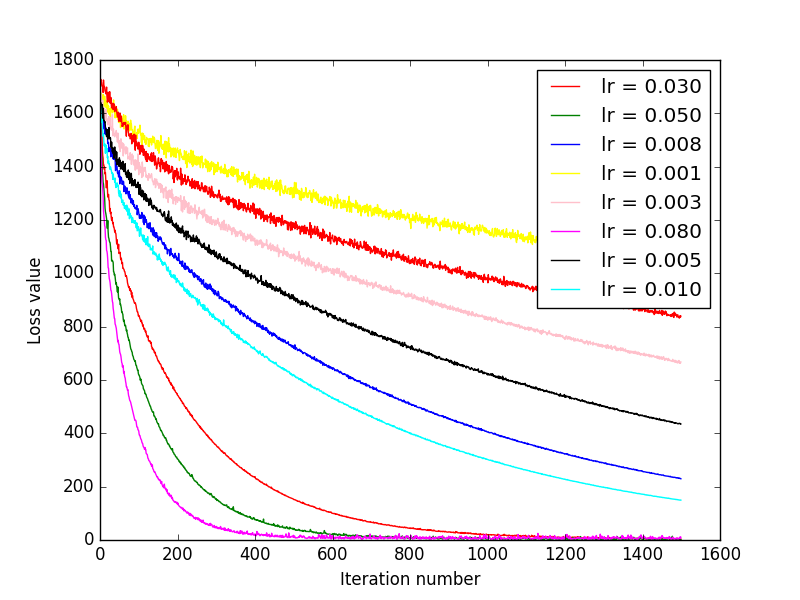 1800
1600
1400
1200
1000
800
600
400
200
0
Loss value
lr = 0.030
lr = 0.050
lr = 0.008
lr = 0.001
lr = 0.003
lr = 0.080
lr = 0.005
lr = 0.010
0 200 400 600 800 1000 1200 1400 1600
Iteration number